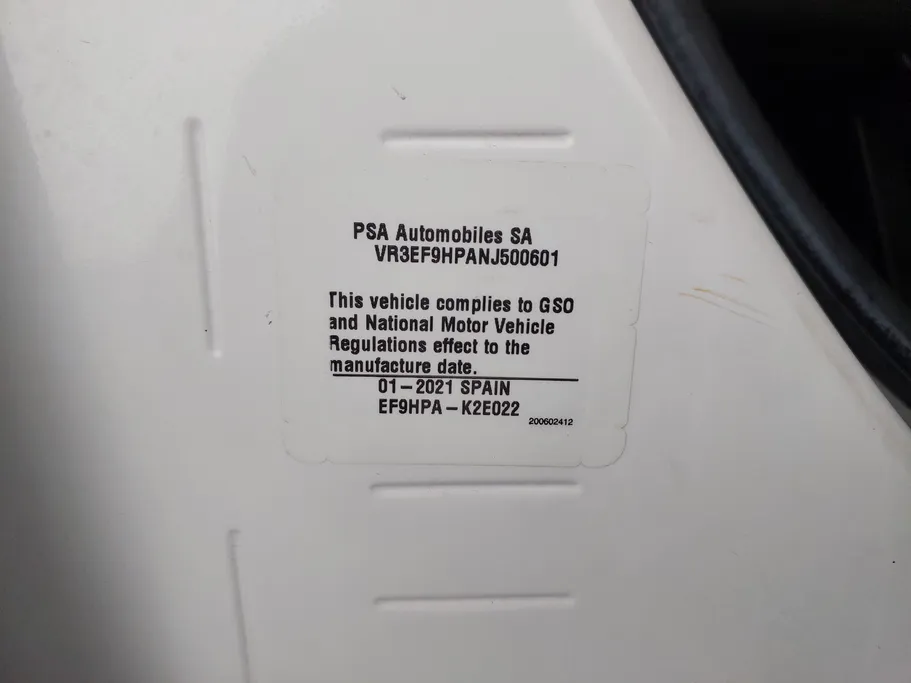 PSA Automobiles SA
VR3EF9HPANJ500601
This vehicle complies to GSO
and National Motor Vehicle
Regulations effect to the
manufacture date.
01-2021 SPAIN
EF9HPA-K2E022
200602412